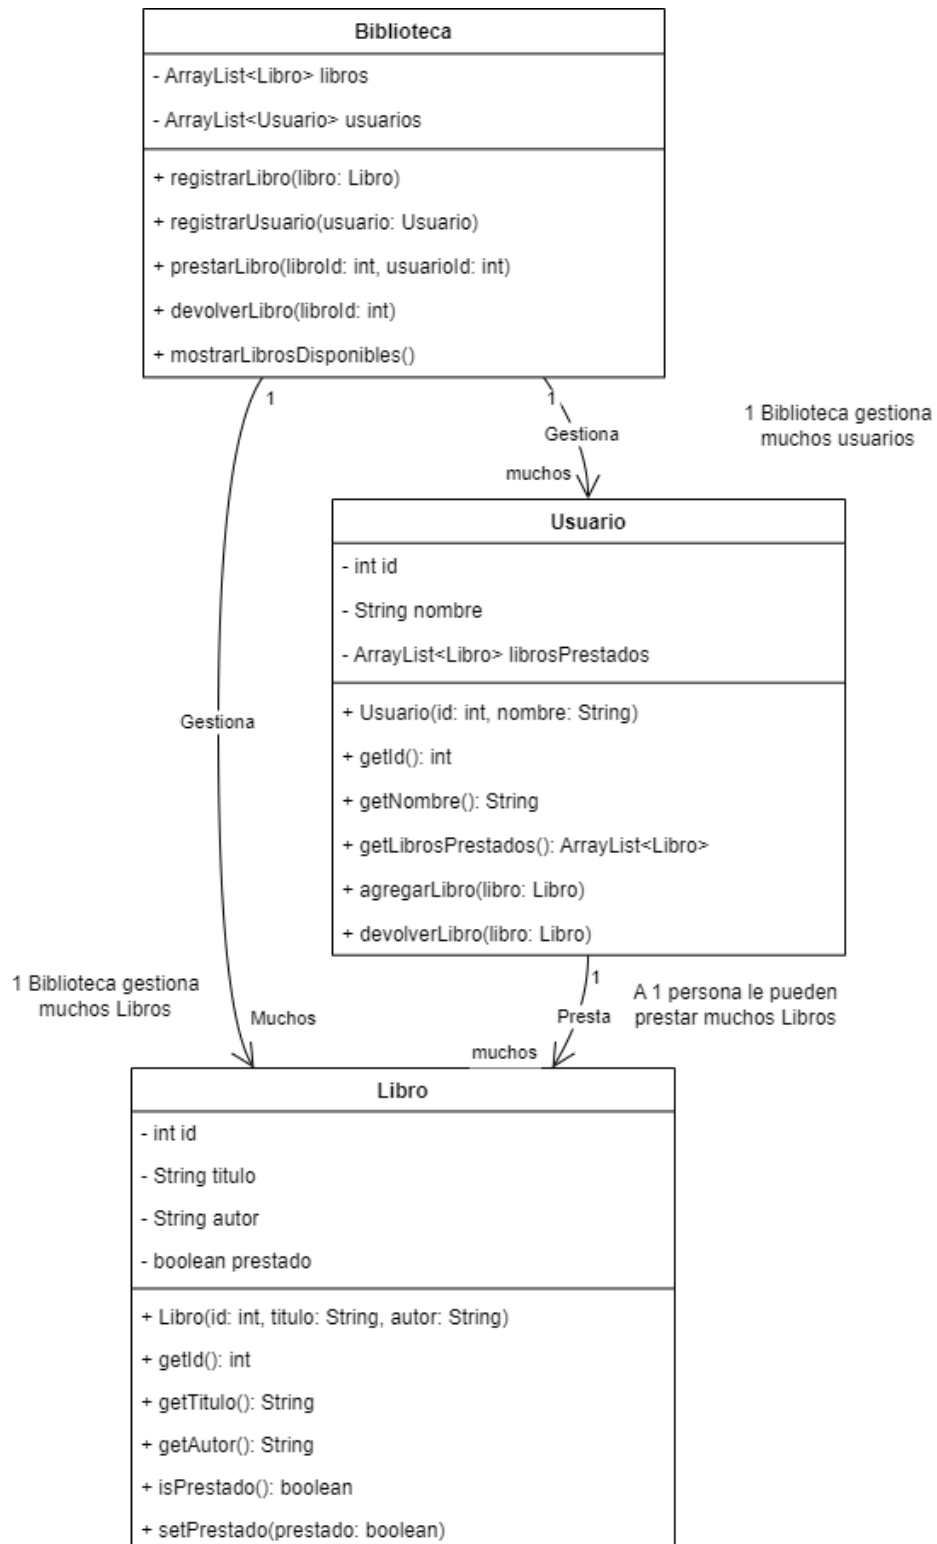 Biblioteca
- ArrayList<Libro> libros
- ArrayList<Usuario> usuarios
+ registrarLibro(libro: Libro)
+ registrarUsuario(usuario: Usuario)
+ prestarLibro(libroId: int, usuarioId: int)
+ devolverLibro(libroId: int)
+ mostrarLibrosDisponibles()
1
1
Gestiona
muchos
1 Biblioteca gestiona
muchos usuarios
Usuario
- int id
- String nombre
- ArrayList<Libro> librosPrestados
+ Usuario(id: int, nombre: String)
+ getId(): int
+ getNombre(): String
+ getLibrosPrestados(): ArrayList<Libro>
+ agregarLibro(libro: Libro)
+ devolverLibro(libro: Libro)
Gestiona
1 Biblioteca gestiona
muchos Libros
Muchos
1
Presta
muchos
A 1 persona le pueden
prestar muchos Libros
Libro
- int id
- String titulo
- String autor
- boolean prestado
+ Libro(id: int, titulo: String, autor: String)
+ getId(): int
+ getTitulo(): String
+ getAutor(): String
+ isPrestado(): boolean
+ setPrestado(prestado: boolean)